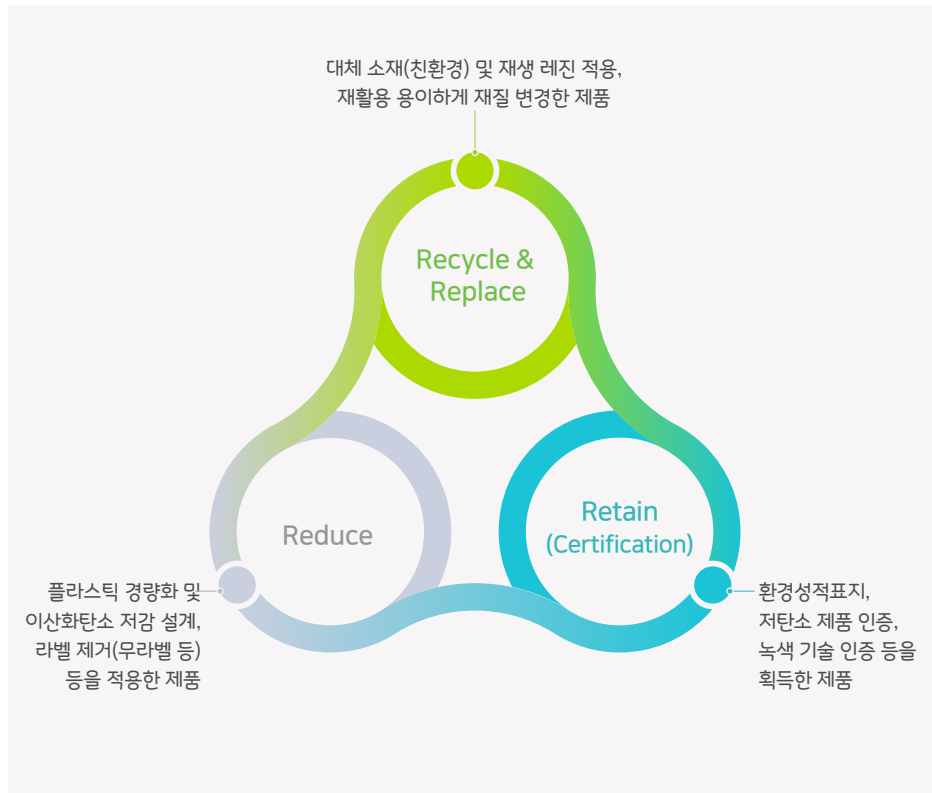 대체 소재(친환경) 및 재생 레진 적용,
재활용 용이하게 재질 변경한 제품
Recycle &
Replace
Reduce
Retain
(Certification)
플라스틱 경량화 및
이산화탄소 저감 설계,
라벨 제거(무라벨 등)
등을 적용한 제품
환경성적표지,
저탄소 제품 인증,
녹색 기술 인증 등을
획득한 제품